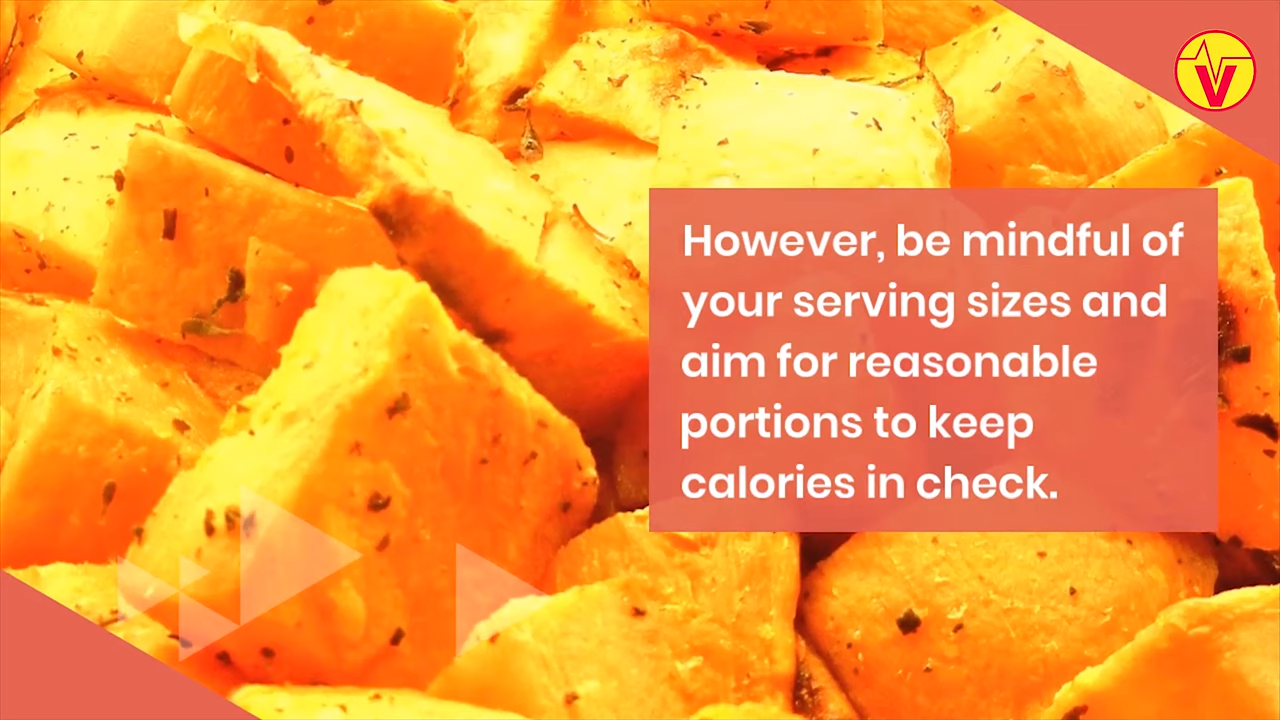 V
However, be mindful of
your serving sizes and
aim for reasonable
portions to keep
calories in check.